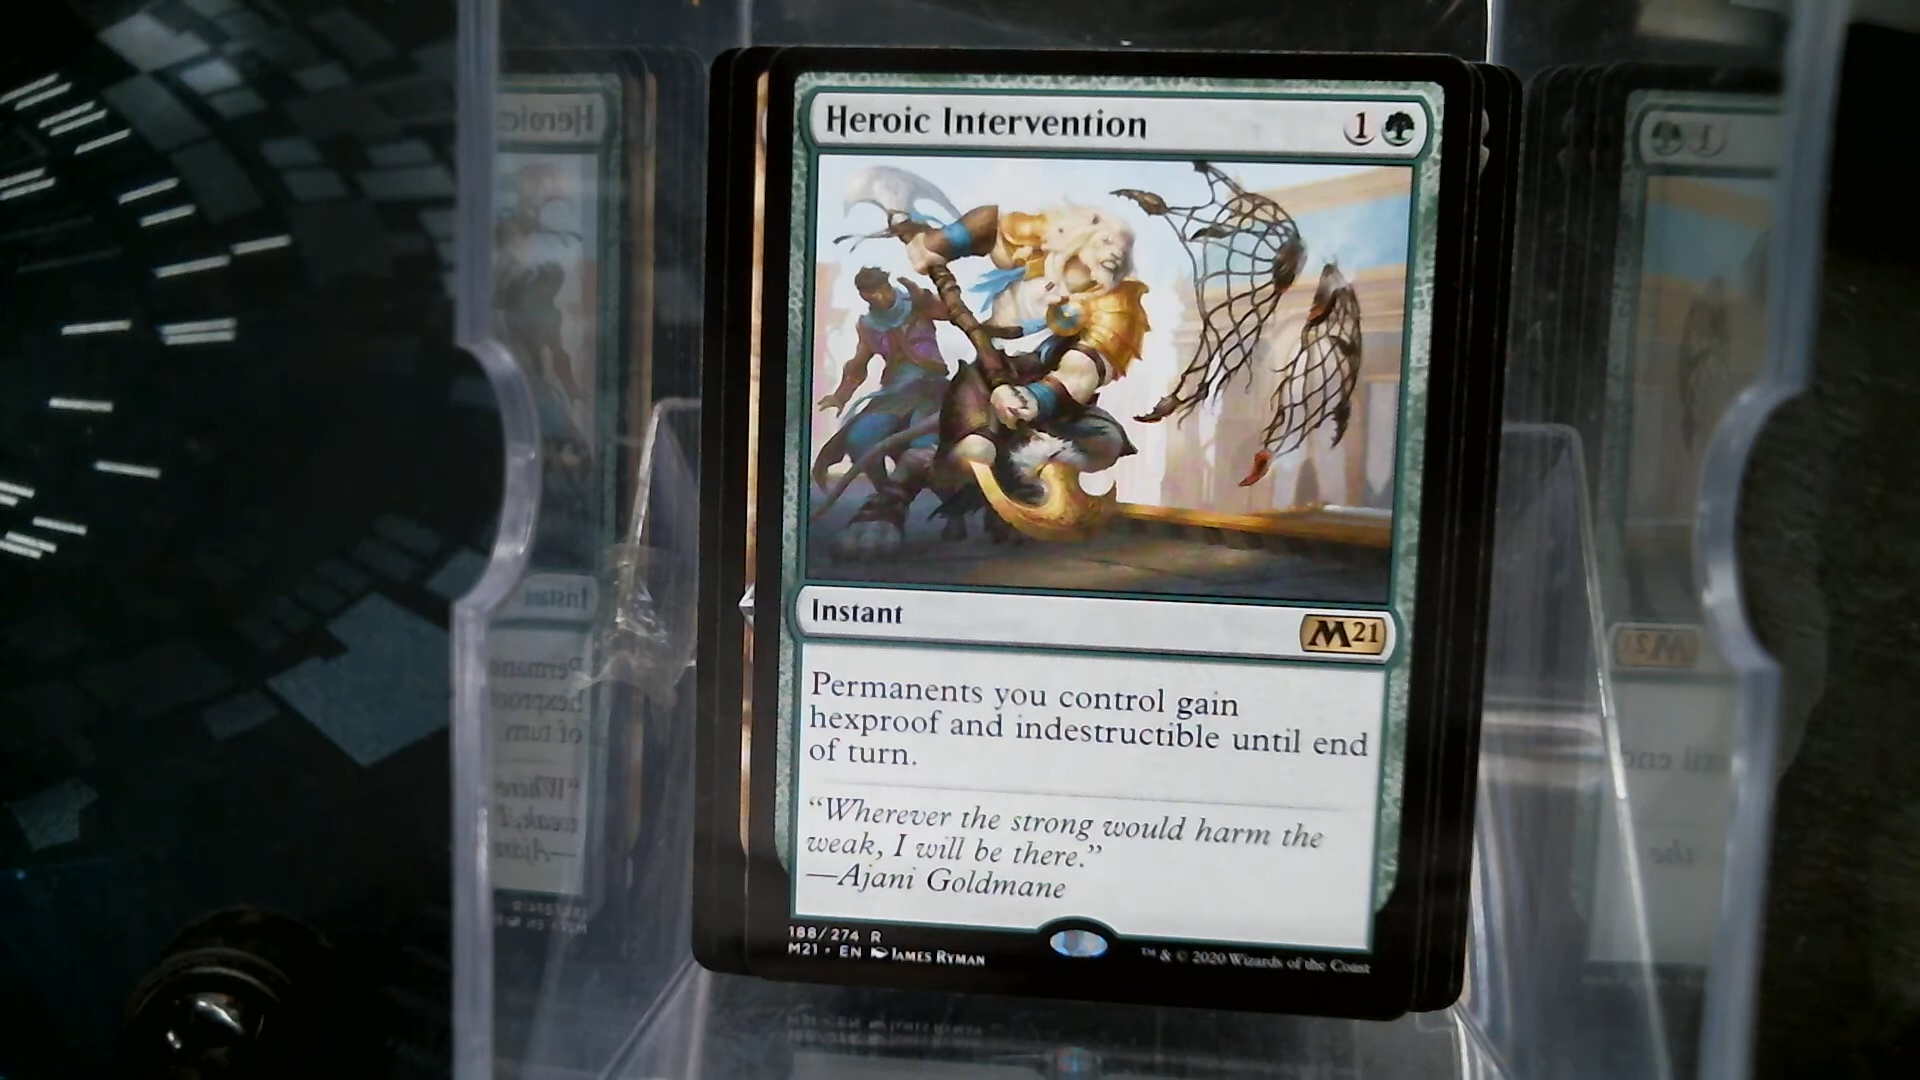 Heroic Intervention 1
Instant M21
Permanents you control gain
hexproof and indestructible until end
of turn.
“Wherever the strong would harm the
weak, I will be there.”
—Ajani Goldmane
188/274 R
M21 • EN James Ryman ™ & © 2020 Wizards of the Coast